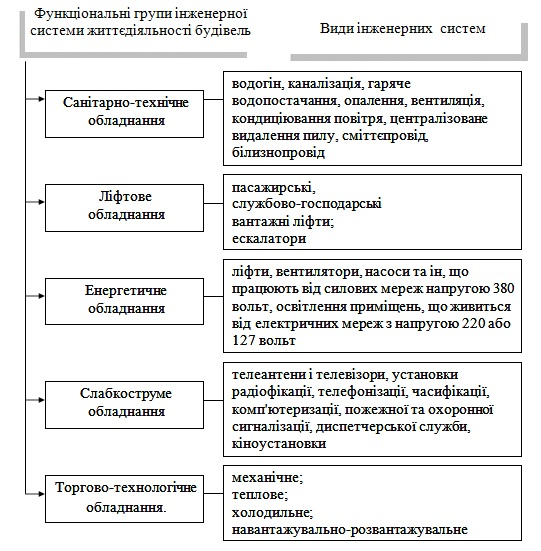 Функціональні групи інженерної
системи життєдіяльності будівель
Види інженерних систем
Санітарно-технічне
обладнання
водогін, каналізація, гаряче
водопостачання, опалення, вентиляція,
кондиціювання повітря, централізоване
видалення пилу, сміттєпровід,
білизнопровід
Ліфтове
обладнання
пасажирські,
службово-господарські
вантажні ліфти;
ескалатори
Енергетичне
обладнання
ліфти, вентилятори, насоси та ін, що
працюють від силових мереж напругою 380
вольт, освітлення приміщень, що живиться
від електричних мереж з напругою 220 або
127 вольт
Слабкоструме
обладнання
телеантени і телевізори, установки
радіофікації, телефонізації, часифікації,
комп'ютеризації, пожежної та охоронної
сигналізації, диспетчерської служби,
кіноустановки
Торгово-технологічне
обладнання.
механічне;
теплове;
холодильне;
навантажувально-розвантажувальне